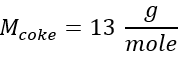 M_coke = 13 g/mole